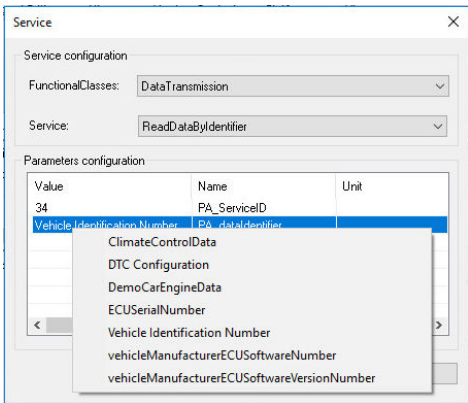 Service
Service configuration
FunctionalClasses: DataTransmission
Service: ReadDataByIdentifier
Parameters configuration
Value Name Unit
34 PA_ServiceID
Vehicle Identification Number PA_dataIdentifier
ClimateControlData
DTC Configuration
DemoCarEngineData
ECUSerialNumber
Vehicle Identification Number
vehicleManufacturerECUSoftwareNumber
vehicleManufacturerECUSoftwareVersionNumber